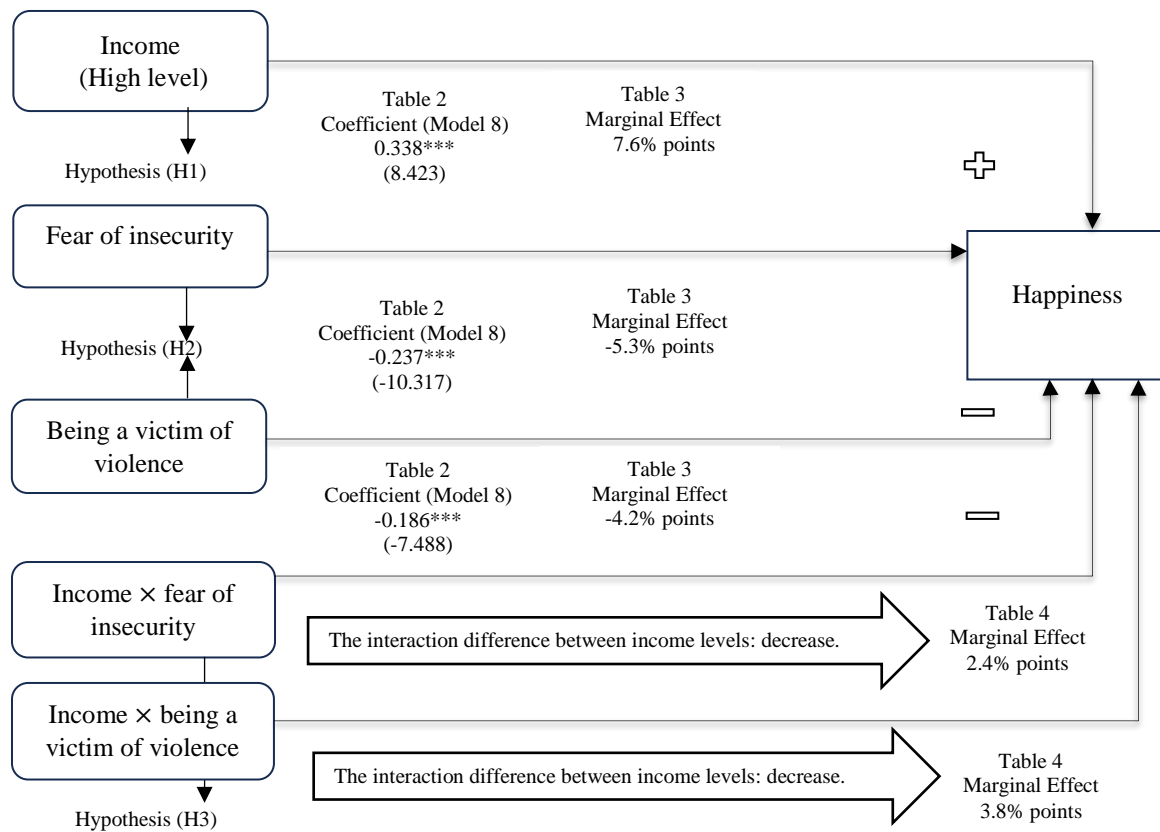 Income
(High level)
Table 2
Coefficient (Model 8)
0.338***
(8.423)
Table 3
Marginal Effect
7.6% points
Hypothesis (H1)
Fear of insecurity
Happiness
Table 2
Coefficient (Model 8)
-0.237***
(-10.317)
Table 3
Marginal Effect
-5.3% points
Hypothesis (H2)
Being a victim of
violence
Table 2
Coefficient (Model 8)
-0.186***
(-7.488)
Table 3
Marginal Effect
-4.2% points
Income × fear of
insecurity
The interaction difference between income levels: decrease.
Table 4
Marginal Effect
2.4% points
Income × being a
victim of violence
The interaction difference between income levels: decrease.
Table 4
Marginal Effect
3.8% points
Hypothesis (H3)